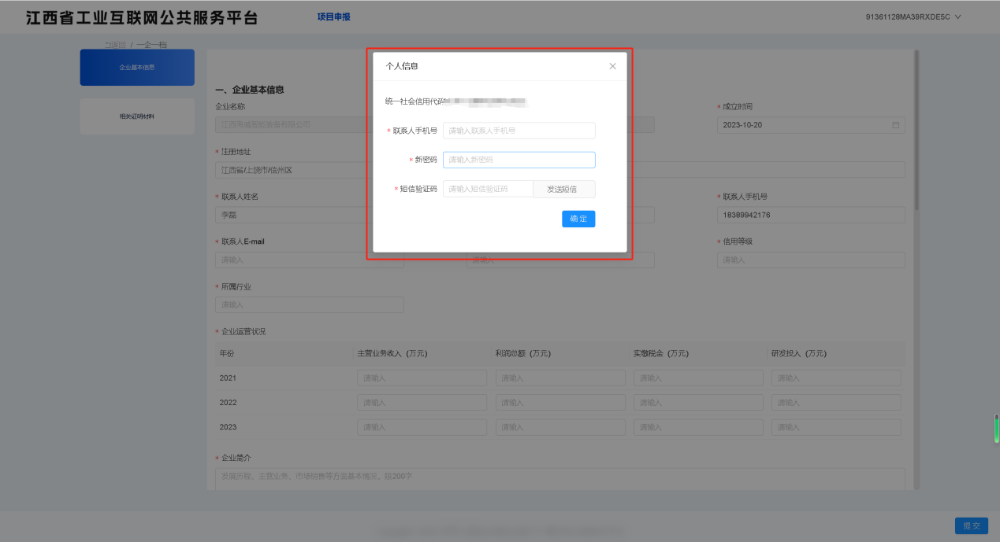 江西省工业互联网公共服务平台
项目申报
91361128MA39RXDE5C
返回 / 一企一档
企业基本信息
相关证明材料
个人信息
统一社会信用代码
* 联系人手机号 请输入联系人手机号
* 新密码 请输入新密码
* 短信验证码 请输入短信验证码 发送短信
确 定
一、企业基本信息
企业名称
* 成立时间
2023-10-20
* 注册地址
江西省/上饶市/信州区
* 联系人姓名
* 联系人手机号
李磊
18389942176
* 联系人E-mail
* 信用等级
请输入
请输入
请输入
* 所属行业
请输入
* 企业运营状况
年份 主营业务收入 (万元) 利润总额 (万元) 实缴税金 (万元) 研发投入 (万元)
2021 请输入 请输入 请输入 请输入
2022 请输入 请输入 请输入 请输入
2023 请输入 请输入 请输入 请输入
* 企业简介
发展历程、主营业务、市场销售等方面基本情况、限200字
提 交